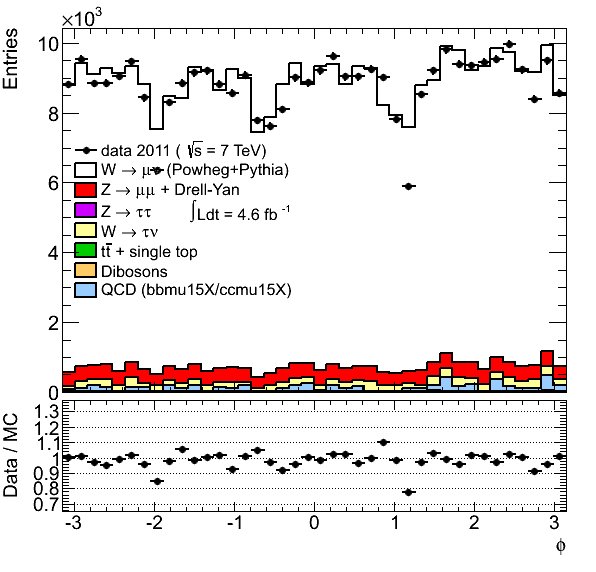 ×10³
Entries
10
8
6
4
2
0
data 2011 ( √s = 7 TeV)
W → μν (Powheg+Pythia)
Z → μμ + Drell-Yan
Z → ττ
∫Ldt = 4.6 fb⁻¹
W → τν
tt̄ + single top
Dibosons
QCD (bbmu15X/ccmu15X)
Data / MC
1.3
1.2
1.1
1
0.9
0.8
0.7
-3 -2 -1 0 1 2 3
ϕ